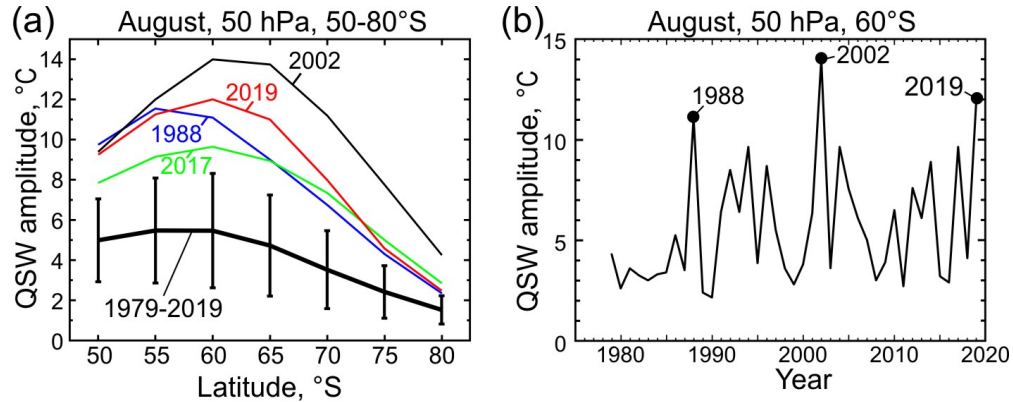 (a)
August, 50 hPa, 50-80°S
QSW amplitude, °C
14
12
10
8
6
4
2
0
2002
2019
1988
2017
1979-2019
50 55 60 65 70 75 80
Latitude, °S
(b)
August, 50 hPa, 60°S
QSW amplitude, °C
15
10
5
0
1988
2002
2019
1980 1990 2000 2010 2020
Year